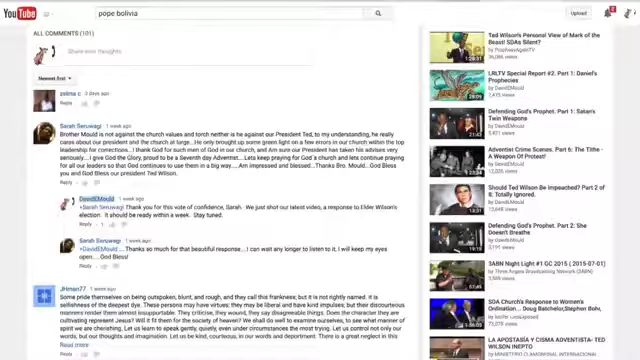 YouTube
pope bolivia
Upload
ALL COMMENTS (101)
Share your thoughts
Newest first
zelma c 3 days ago
Reply
Sarah Seruwagi 1 week ago
Brother Mould is not against the church values and torch neither is he against our President Ted, to my understanding, he really
cares about our president and the church at large...He only brought up some green light on a few errors in our church within the top
leadership for corrections...I thank God for such men of God in our church, and Am sure our President has taken his advises very
seriously...I give God the Glory, proud to be a Seventh day Adventist...Lets keep praying for God's church and lets continue praying
for all our leaders so that God continues to use them in a big way....Am impressed and blessed...Thanks Bro. Mould...God Bless
you and God Bless our president Ted Wilson.
Reply
DavidEMould 1 week ago
+Sarah Seruwagi Thank you for this vote of confidence, Sarah. We just shot our latest video, a response to Elder Wilson's
election. It should be ready within a week. Stay tuned.
Reply 1
Sarah Seruwagi 1 week ago
+DavidEMould ... Thanks so much for that beautiful response...I can wait any longer to listen to it, I will keep my eyes
open....God Bless!
Reply
JHman77 1 week ago
Some pride themselves on being outspoken, blunt, and rough, and they call this frankness; but it is not rightly named. It is
selfishness of the deepest dye. These persons may have virtues; they may be liberal and have kind impulses; but their discourteous
manners render them almost insupportable. They criticise, they wound, they say disagreeable things. Does the character they are
cultivating represent Jesus? Will it fit them for the society of heaven? We shall do well to examine ourselves, to see what manner of
spirit we are cherishing. Let us learn to speak gently, quietly, even under circumstances the most trying. Let us control not only our
words, but our thoughts and imagination. Let us be kind, courteous, in our words and deportment. There is a great neglect in this
Read more
Reply
Ted Wilson's Personal View of Mark of the
Beast! SDAs Silent?
by ProphesyAgainTV
1:28:31
LRLTV Special Report #2. Part 1: Daniel's
Prophecies
by DavidEMould
Defending God's Prophet. Part 1: Satan's
Twin Weapons
by DavidEMould
Adventist Crime Scenes. Part 6: The Tithe -
A Weapon Of Protest!
by DavidEMould
Should Ted Wilson Be Impeached? Part 2 of
8: Totally Ignored.
by DavidEMould
Defending God's Prophet. Part 2: She
Doesn't Breathe
by DavidEMould
3ABN Night Light #1 GC 2015 (2015-07-01)
by Three Angels Broadcasting Network (3ABN)
SDA Church's Response to Women's
Ordination... Doug Batchelor,Stephen Bohr,
LA APOSTASÍA Y CISMA ADVENTISTA- TED
WILSON INEPTO